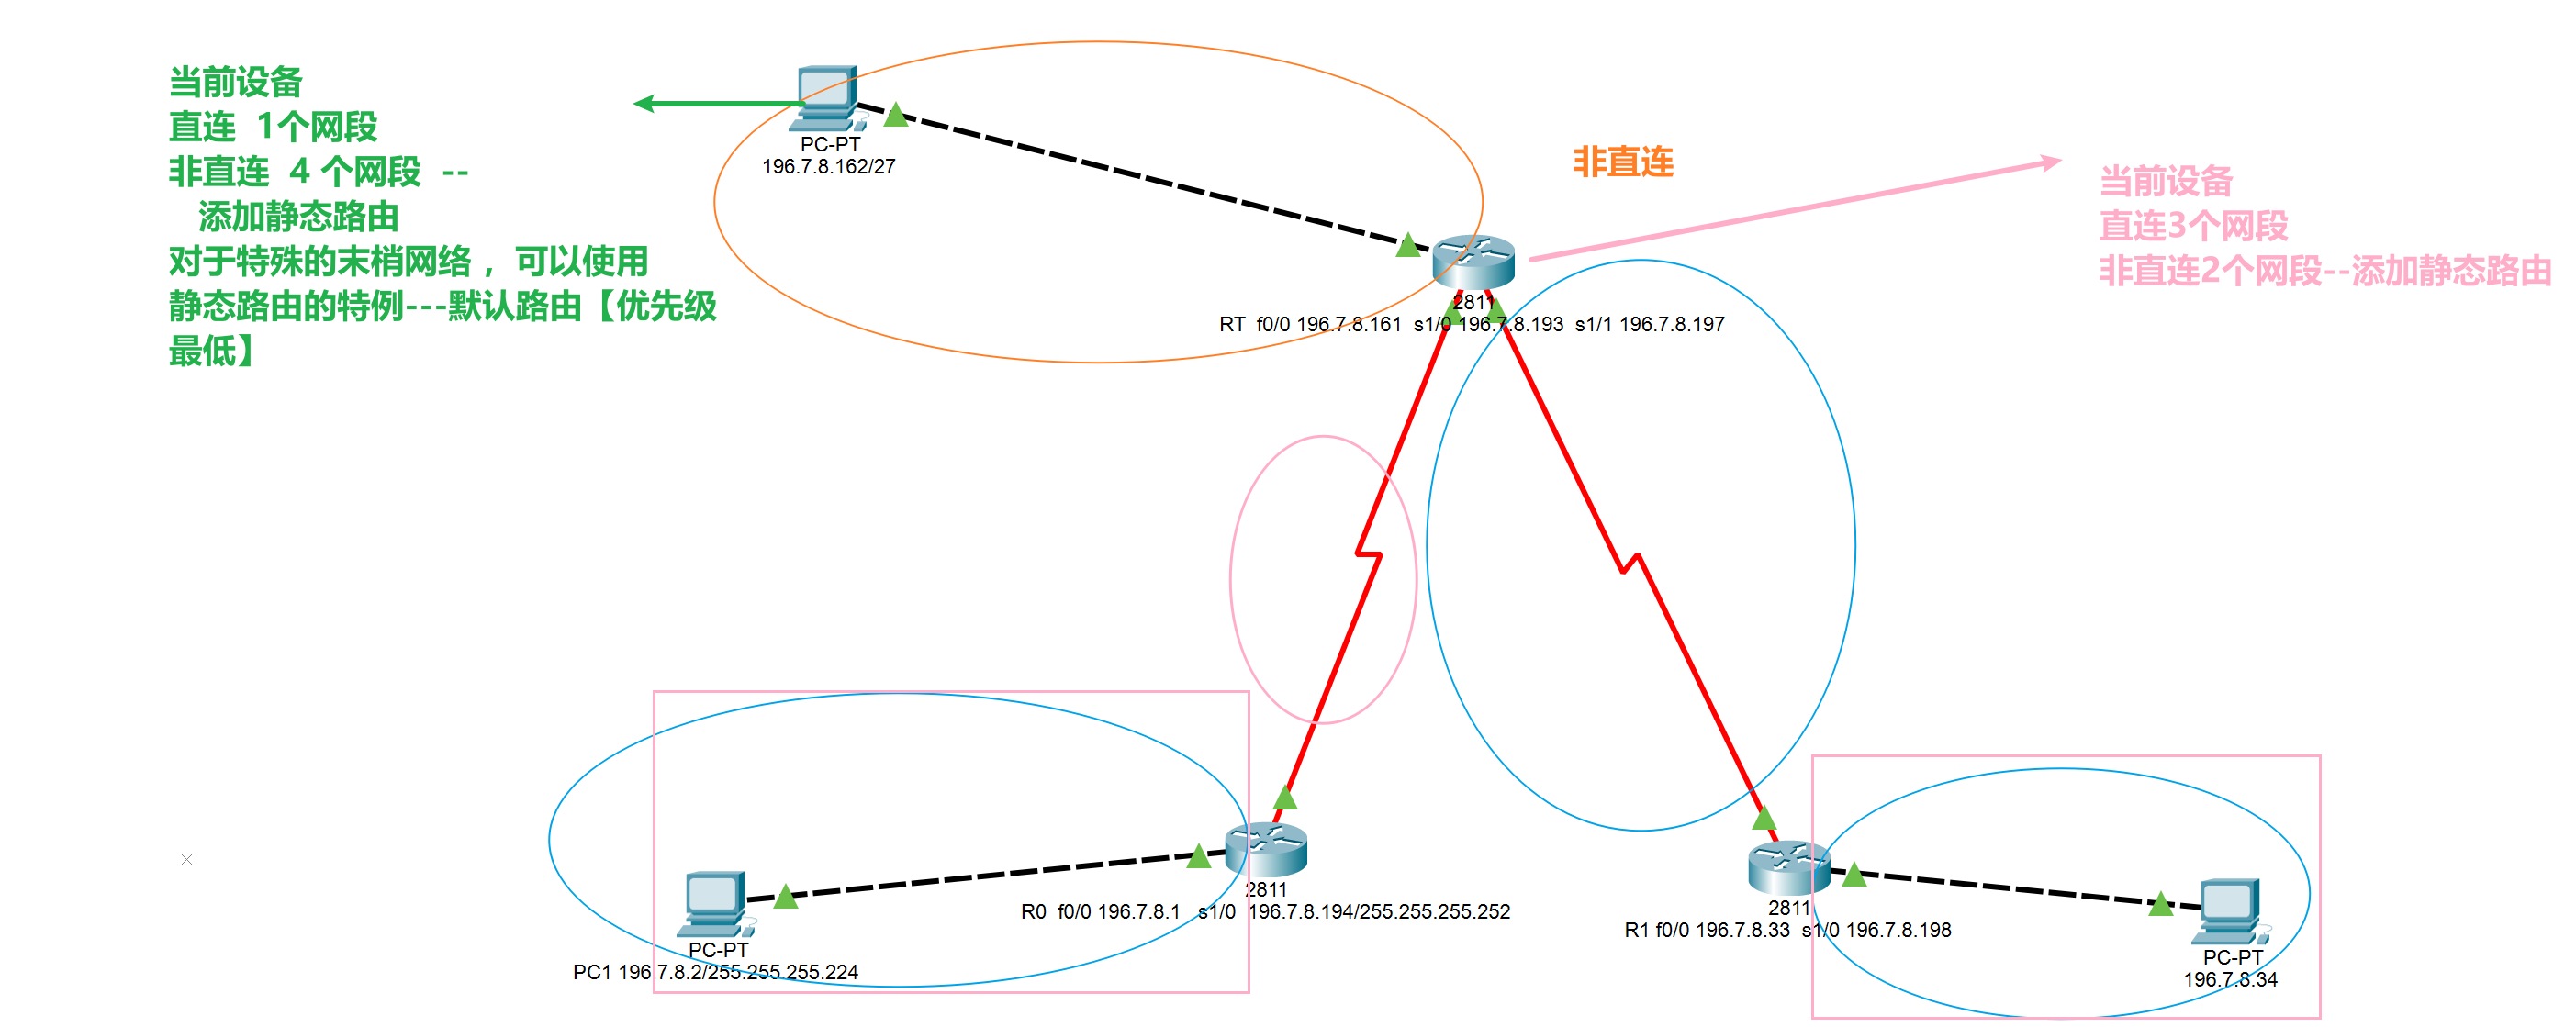 当前设备
直连 1个网段
非直连 4 个网段 --
添加静态路由
对于特殊的末梢网络，可以使用
静态路由的特例---默认路由【优先级
最低】
PC-PT
196.7.8.162/27
非直连
当前设备
直连3个网段
非直连2个网段--添加静态路由
2811
RT f0/0 196.7.8.161 s1/0 196.7.8.193 s1/1 196.7.8.197
2811
R0 f0/0 196.7.8.1 s1/0 196.7.8.194/255.255.255.252
PC-PT
PC1 196.7.8.2/255.255.255.224
2811
R1 f0/0 196.7.8.33 s1/0 196.7.8.198
PC-PT
196.7.8.34